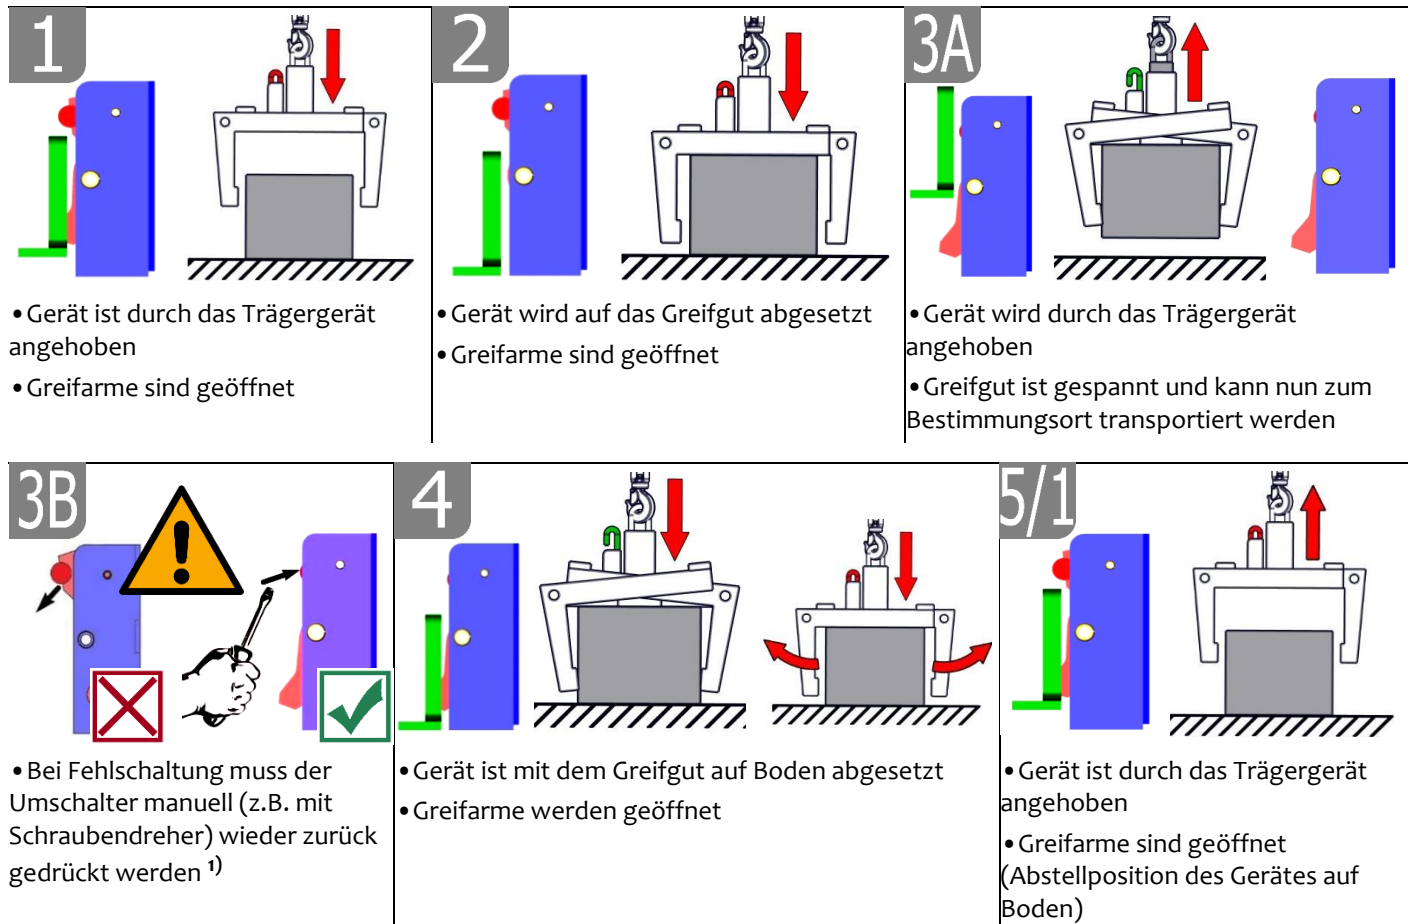 1
• Gerät ist durch das Trägergerät
angehoben
• Greifarme sind geöffnet
2
• Gerät wird auf das Greifgut abgesetzt
• Greifarme sind geöffnet
3A
• Gerät wird durch das Trägergerät
angehoben
• Greifgut ist gespannt und kann nun zum
Bestimmungsort transportiert werden
3B
• Bei Fehlschaltung muss der
Umschalter manuell (z.B. mit
Schraubendreher) wieder zurück
gedrückt werden 1)
4
• Gerät ist mit dem Greifgut auf Boden abgesetzt
• Greifarme werden geöffnet
5/1
• Gerät ist durch das Trägergerät
angehoben
• Greifarme sind geöffnet
(Abstellposition des Gerätes auf
Boden)